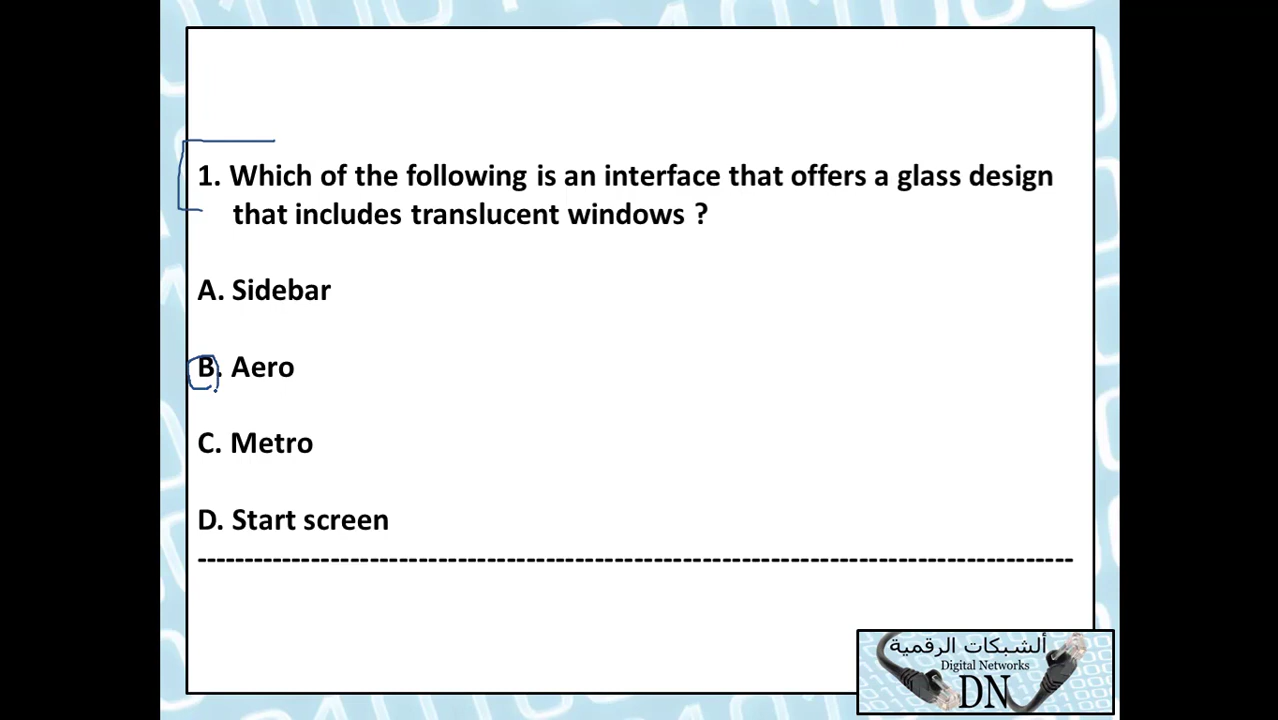 1. Which of the following is an interface that offers a glass design
that includes translucent windows ?
A. Sidebar
B. Aero
C. Metro
D. Start screen
-----------------------------------------------------------------------------------
ألشبكات الرقمية
Digital Networks
DN